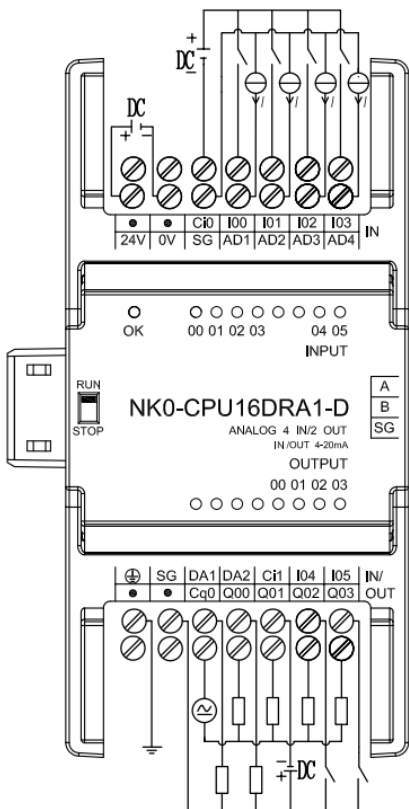 DC
+
−
DC
+ −
Ci0 I00 I01 I02 I03
IN
24V 0V SG AD1 AD2 AD3 AD4
OK
00 01 02 03 04 05
INPUT
RUN
STOP
NK0-CPU16DRA1-D
A
B
SG
ANALOG 4 IN/2 OUT
IN/OUT 4-20mA
OUTPUT
00 01 02 03
SG DA1 DA2 Ci1 I04 I05 IN/
Cq0 Q00 Q01 Q02 Q03 OUT
− DC
+